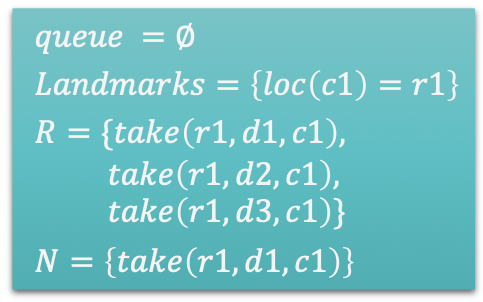 queue = ∅
Landmarks = {loc(c1) = r1}
R = {take(r1, d1, c1),
take(r1, d2, c1),
take(r1, d3, c1)}
N = {take(r1, d1, c1)}